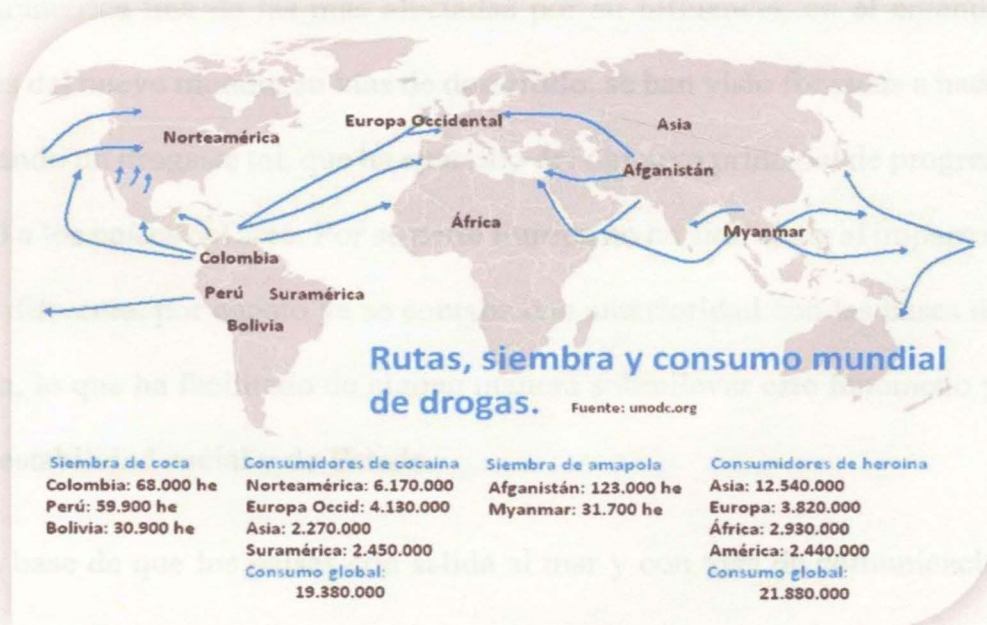 Norteamérica
Europa Occidental
Asia
Afganistán
África
Myanmar
Colombia
Perú Suramérica
Bolivia
Rutas, siembra y consumo mundial
de drogas. Fuente: unodc.org
Siembra de coca
Colombia: 68.000 he
Perú: 59.900 he
Bolivia: 30.900 he
Consumidores de cocaína
Norteamérica: 6.170.000
Europa Occid: 4.130.000
Asia: 2.270.000
Suramérica: 2.450.000
Consumo global:
19.380.000
Siembra de amapola
Afganistán: 123.000 he
Myanmar: 31.700 he
Consumidores de heroina
Asia: 12.540.000
Europa: 3.820.000
África: 2.930.000
América: 2.440.000
Consumo global:
21.880.000